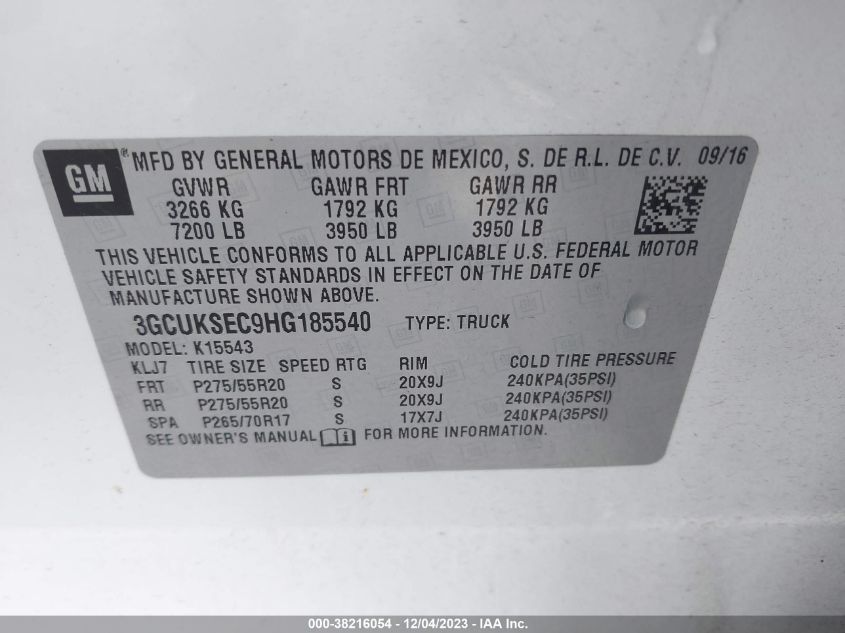 GM ® MFD BY GENERAL MOTORS DE MEXICO, S. DE R.L. DE C.V. 09/16
GVWR GAWR FRT GAWR RR
3266 KG 1792 KG 1792 KG
7200 LB 3950 LB 3950 LB
THIS VEHICLE CONFORMS TO ALL APPLICABLE U.S. FEDERAL MOTOR
VEHICLE SAFETY STANDARDS IN EFFECT ON THE DATE OF
MANUFACTURE SHOWN ABOVE.
3GCUKSEC9HG185540 TYPE: TRUCK
MODEL: K15543
KLJ7 TIRE SIZE SPEED RTG RIM COLD TIRE PRESSURE
FRT P275/55R20 S 20X9J 240KPA(35PSI)
RR P275/55R20 S 20X9J 240KPA(35PSI)
SPA P265/70R17 S 17X7J 240KPA(35PSI)
SEE OWNER'S MANUAL i FOR MORE INFORMATION.
000-38216054 - 12/04/2023 - IAA Inc.